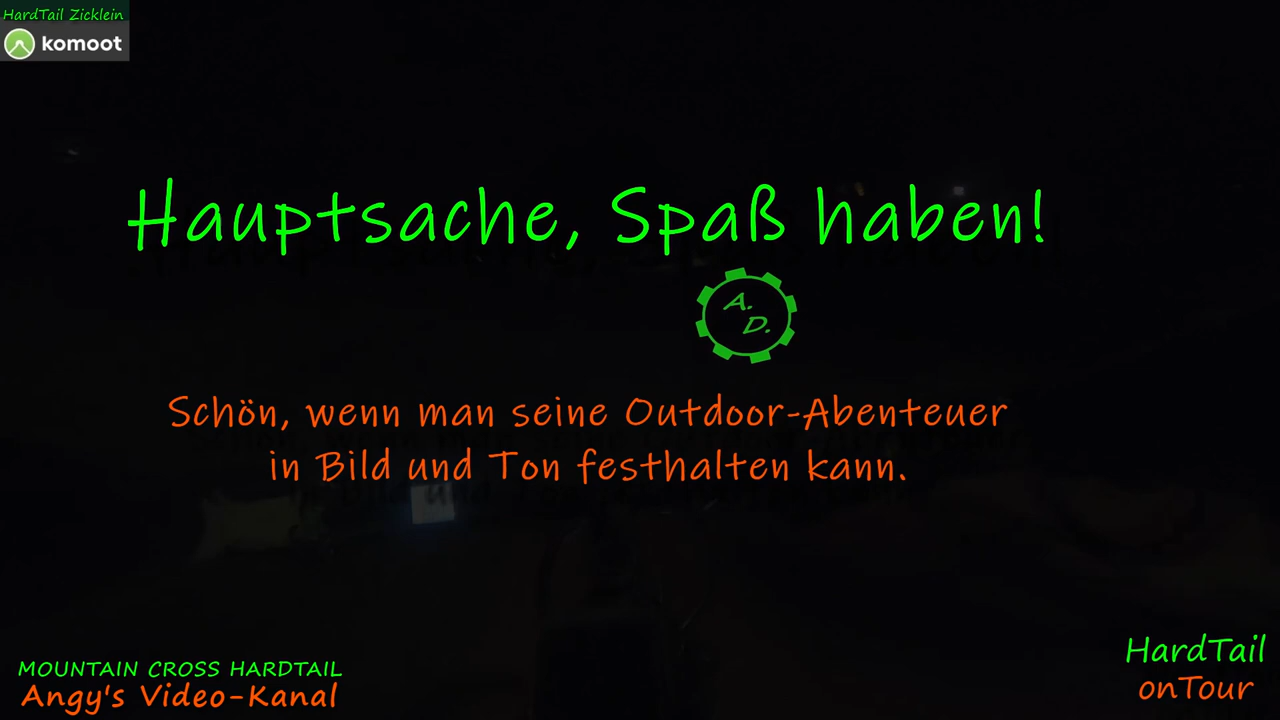 HardTail Zicklein
komoot
Hauptsache, Spaß haben!
A.
D.
Schön, wenn man seine Outdoor-Abenteuer
in Bild und Ton festhalten kann.
MOUNTAIN CROSS HARDTAIL
Angy's Video-Kanal
HardTail
onTour